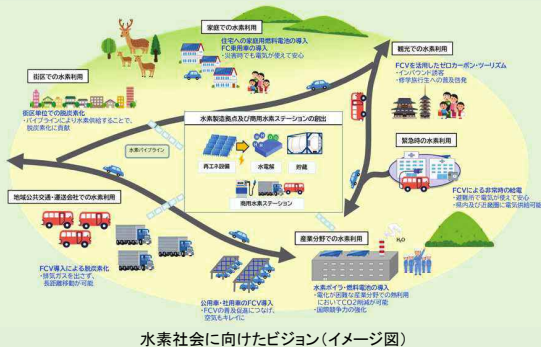 家庭での水素利用
住宅への家庭用燃料電池の導入
FC乗用車の導入
・災害時でも電気が使えて安心
観光での水素利用
FCVを活用したゼロカーボン・ツーリズム
・インバウンド誘客
・修学旅行生への普及啓発
街区での水素利用
街区単位での脱炭素化
・パイプラインにより水素供給することで、
脱炭素化に貢献
水素製造拠点及び商用水素ステーションの創出
水素パイプライン
再エネ設備
水電解
貯蔵
商用水素ステーション
緊急時の水素利用
FCVによる非常時の給電
・避難所で電気が使えて安心
・県内及び近畿圏に電気供給可能
地域公共交通・運送会社での水素利用
FCV導入による脱炭素化
・排気ガスを出さず、
長距離移動が可能
産業分野での水素利用
H₂O
公用車・社用車のFCV導入
・FCVの普及促進につなげ、
空気もキレイに
水素ボイラ・燃料電池の導入
・電化が困難な産業分野での熱利用
においてCO2削減が可能
・国際競争力の強化
水素社会に向けたビジョン(イメージ図)